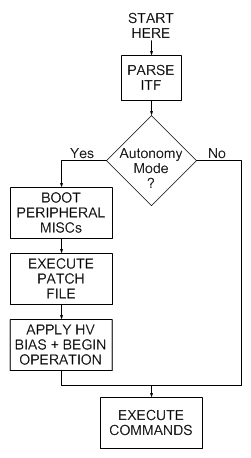 START
HERE
PARSE
ITF
Autonomy
Mode
?
Yes
No
BOOT
PERIPHERAL
MISCs
EXECUTE
PATCH
FILE
APPLY HV
BIAS + BEGIN
OPERATION
EXECUTE
COMMANDS